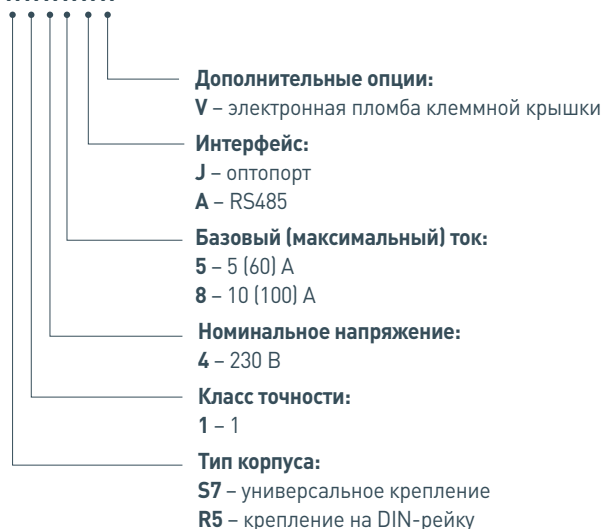 Дополнительные опции:
V – электронная пломба клеммной крышки
Интерфейс:
J – оптопорт
A – RS485
Базовый (максимальный) ток:
5 – 5 (60) А
8 – 10 (100) А
Номинальное напряжение:
4 – 230 В
Класс точности:
1 – 1
Тип корпуса:
S7 – универсальное крепление
R5 – крепление на DIN-рейку